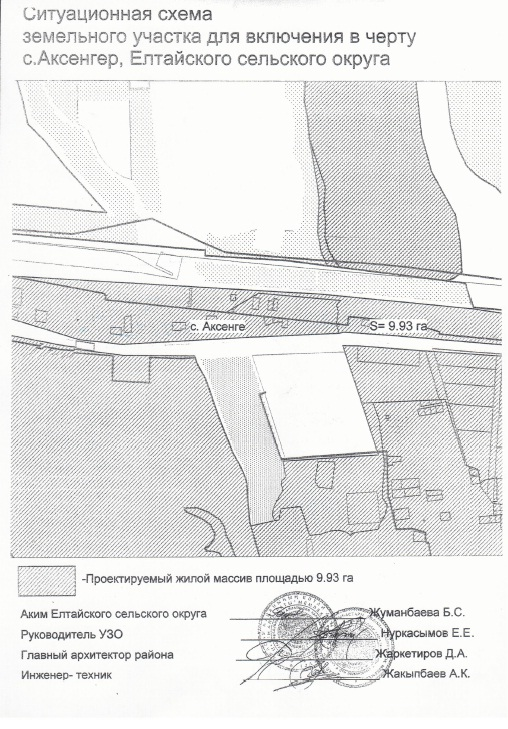 Ситуационная схема
земельного участка для включения в черту
с.Аксенгер, Елтайского сельского округа
с. Аксенге
S= 9.93 га
-Проектируемый жилой массив площадью 9.93 га
Аким Елтайского сельского округа Жуманбаева Б.С.
Руководитель УЗО Нуркасымов Е.Е.
Главный архитектор района Жаркетиров Д.А.
Инженер- техник Жакыпбаев А.К.